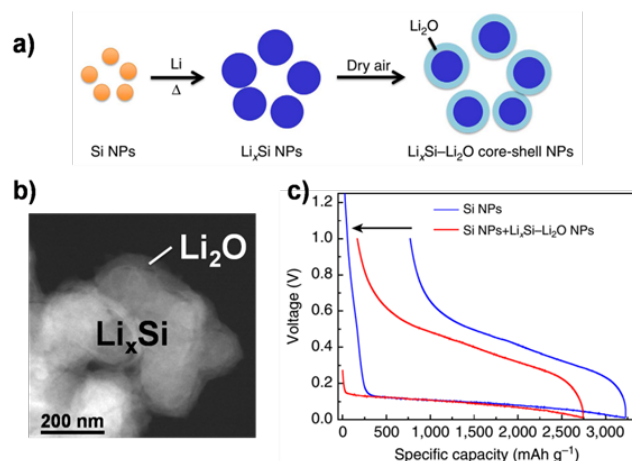 a)
Li₂O
Li
Δ
Dry air
Si NPs
LiₓSi NPs
LiₓSi–Li₂O core-shell NPs
b)
Li₂O
LiₓSi
200 nm
c)
Si NPs
Si NPs+LiₓSi–Li₂O NPs
Voltage (V)
1.2
1.0
0.8
0.6
0.4
0.2
0.0
0 500 1,000 1,500 2,000 2,500 3,000
Specific capacity (mAh g⁻¹)